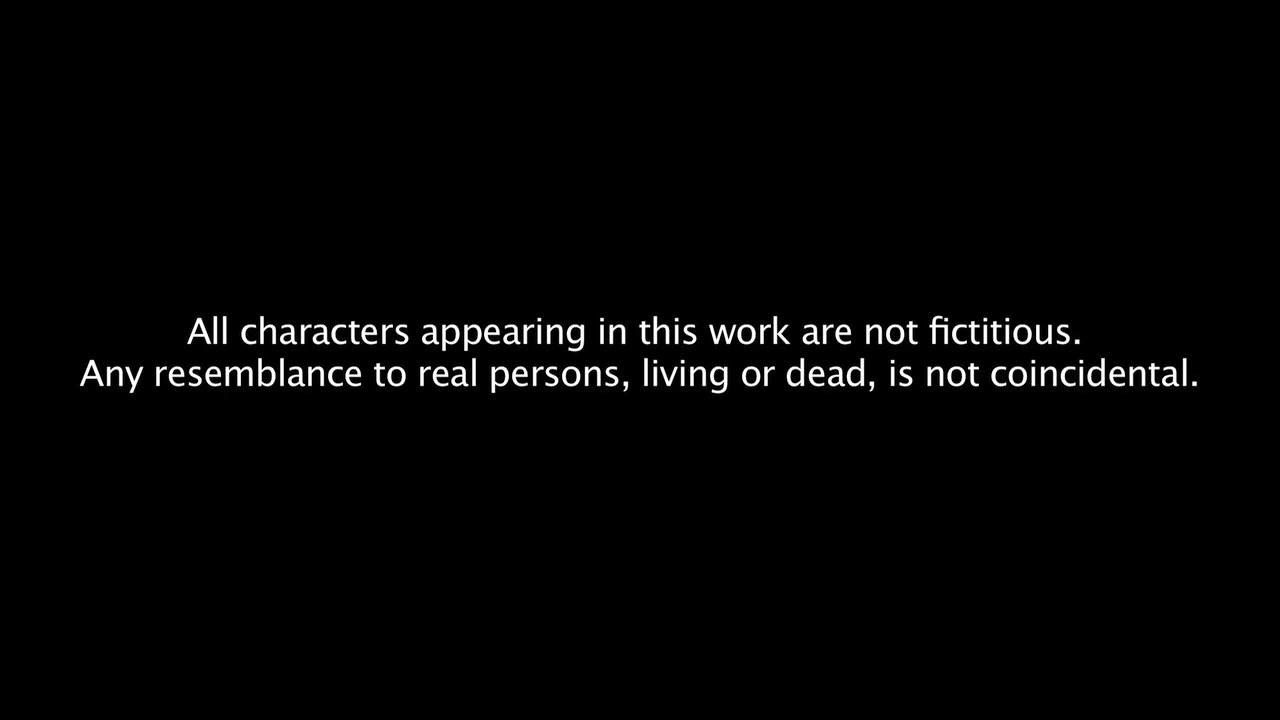 All characters appearing in this work are not fictitious.
Any resemblance to real persons, living or dead, is not coincidental.